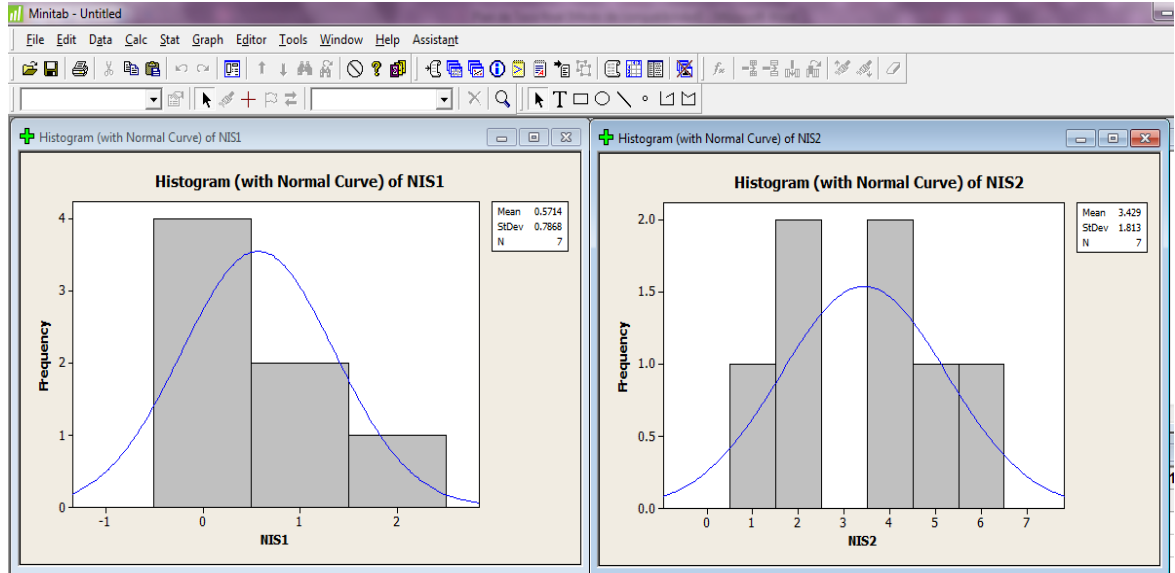 Minitab - Untitled
File Edit Data Calc Stat Graph Editor Tools Window Help Assistant
Histogram (with Normal Curve) of NIS1
Histogram (with Normal Curve) of NIS1
Mean 0.5714
StDev 0.7868
N 7
Frequency
4
3
2
1
0
-1 0 1 2
NIS1
Histogram (with Normal Curve) of NIS2
Histogram (with Normal Curve) of NIS2
Mean 3.429
StDev 1.813
N 7
Frequency
2.0
1.5
1.0
0.5
0.0
0 1 2 3 4 5 6 7
NIS2